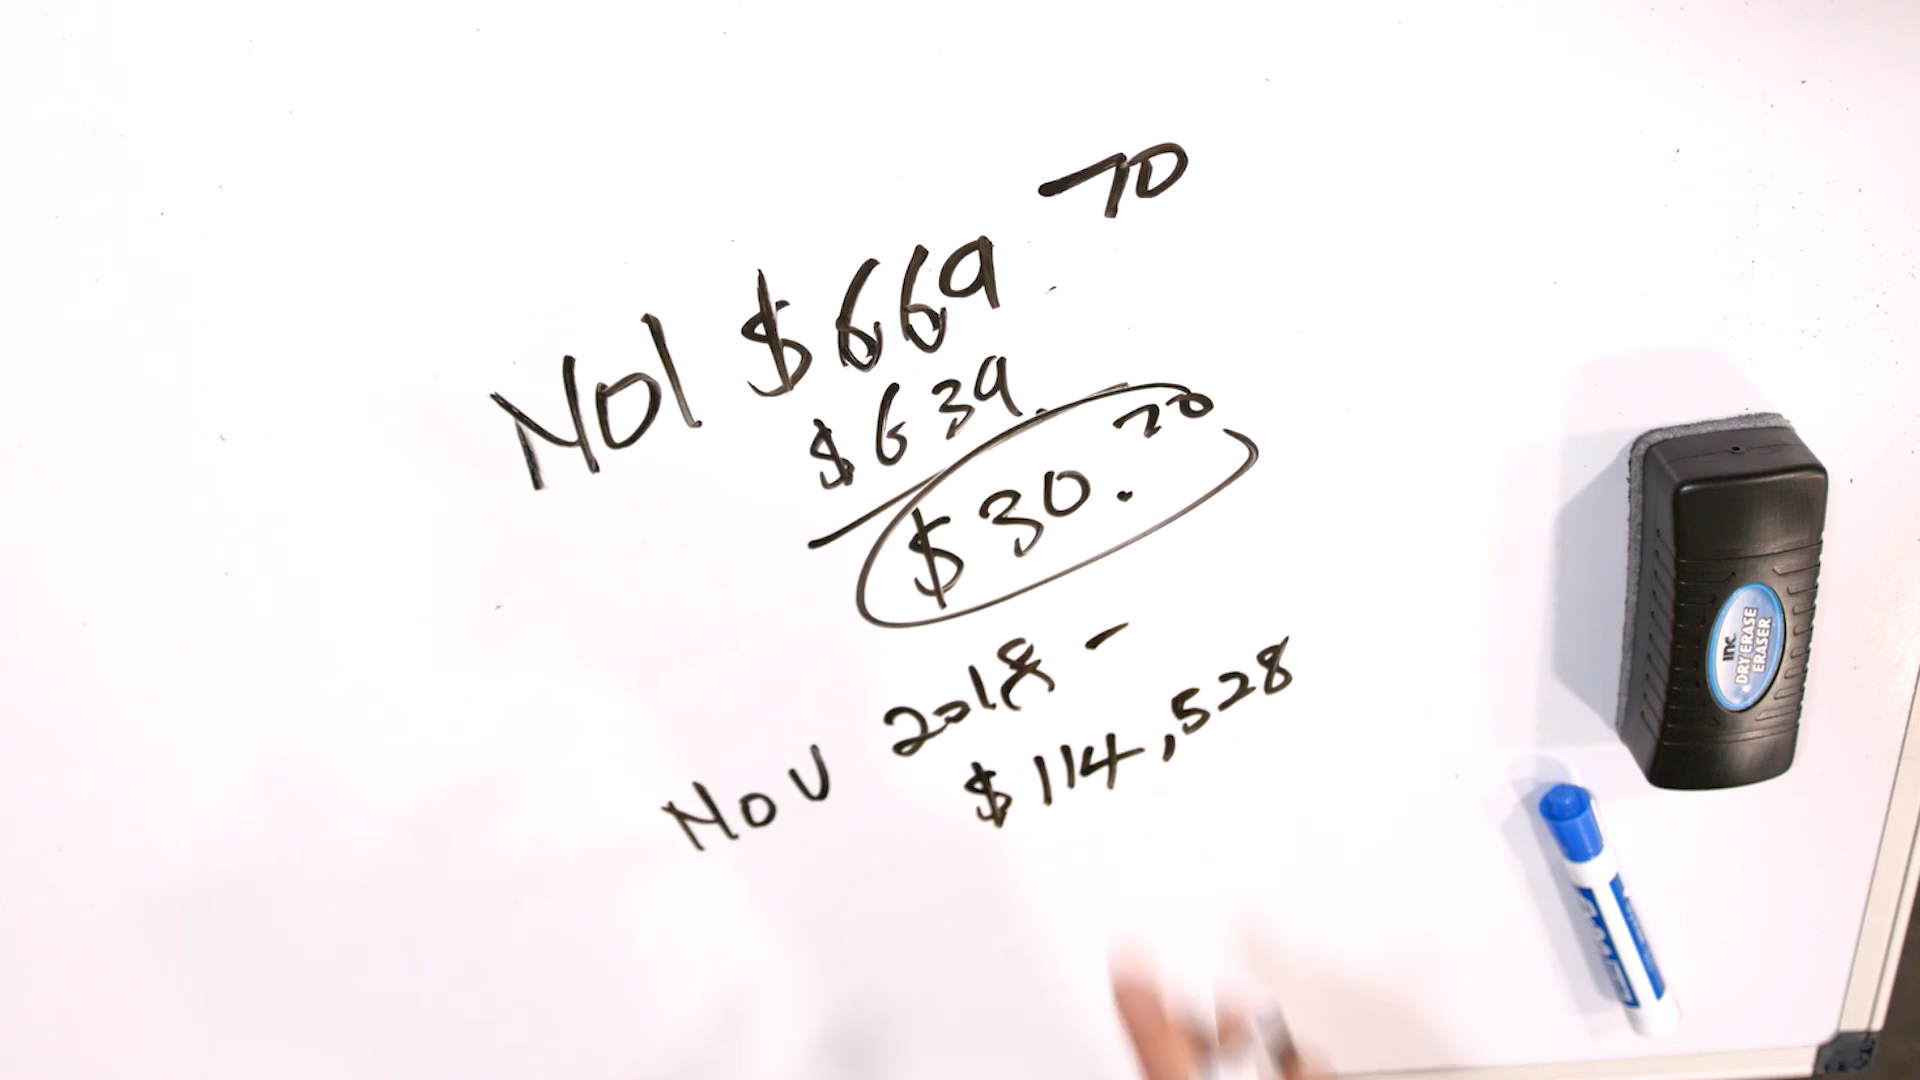 NOI $669.70
$639.
$30.70
NOV 2018 -
$114,528
INC
DRY ERASE
ERASER